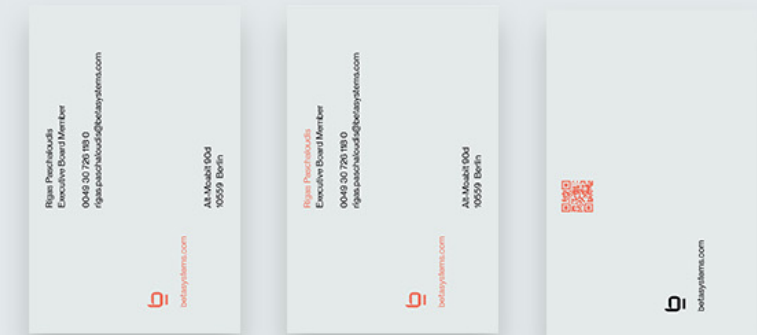 Rigas Paschaloudis
Executive Board Member
0049 30 726 118 0
rigas.paschaloudis@betasystems.com
Alt-Moabit 90d
10559 Berlin
betasystems.com
Rigas Paschaloudis
Executive Board Member
0049 30 726 118 0
rigas.paschaloudis@betasystems.com
Alt-Moabit 90d
10559 Berlin
betasystems.com
betasystems.com